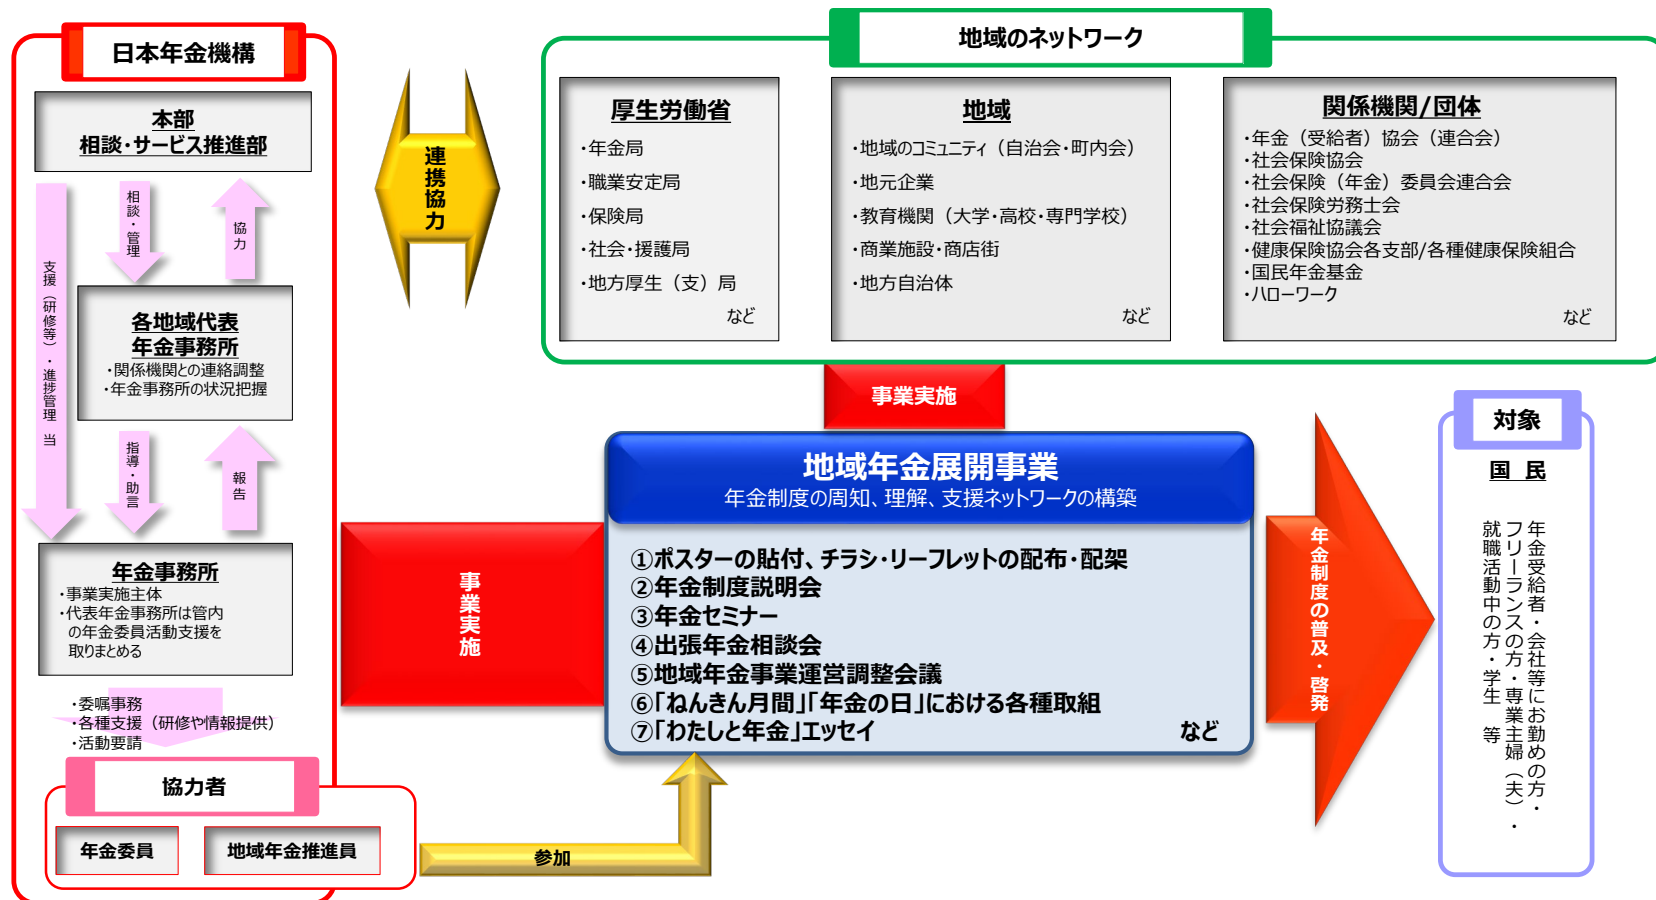 日本年金機構
本部
相談・サービス推進部
相談・管理
協力
支援（研修等）・進捗管理　当
各地域代表
年金事務所
・関係機関との連絡調整
・年金事務所の状況把握
指導・助言
報告
年金事務所
・事業実施主体
・代表年金事務所は管内
の年金委員活動支援を
取りまとめる
・委嘱事務
・各種支援（研修や情報提供）
・活動要請
協力者
年金委員
地域年金推進員
連携協力
地域のネットワーク
厚生労働省
・年金局
・職業安定局
・保険局
・社会・援護局
・地方厚生（支）局
など
地域
・地域のコミュニティ（自治会・町内会）
・地元企業
・教育機関（大学・高校・専門学校）
・商業施設・商店街
・地方自治体
など
関係機関/団体
・年金（受給者）協会（連合会）
・社会保険協会
・社会保険（年金）委員会連合会
・社会保険労務士会
・社会福祉協議会
・健康保険協会各支部/各種健康保険組合
・国民年金基金
・ハローワーク
など
事業実施
事業実施
地域年金展開事業
年金制度の周知、理解、支援ネットワークの構築
①ポスターの貼付、チラシ・リーフレットの配布・配架
②年金制度説明会
③年金セミナー
④出張年金相談会
⑤地域年金事業運営調整会議
⑥「ねんきん月間」「年金の日」における各種取組
⑦「わたしと年金」エッセイ　など
参加
年金制度の普及・啓発
対象
国 民
年金受給者・会社等にお勤めの方・
フリーランスの方・専業主婦（夫）・
就職活動中の方・学生　等